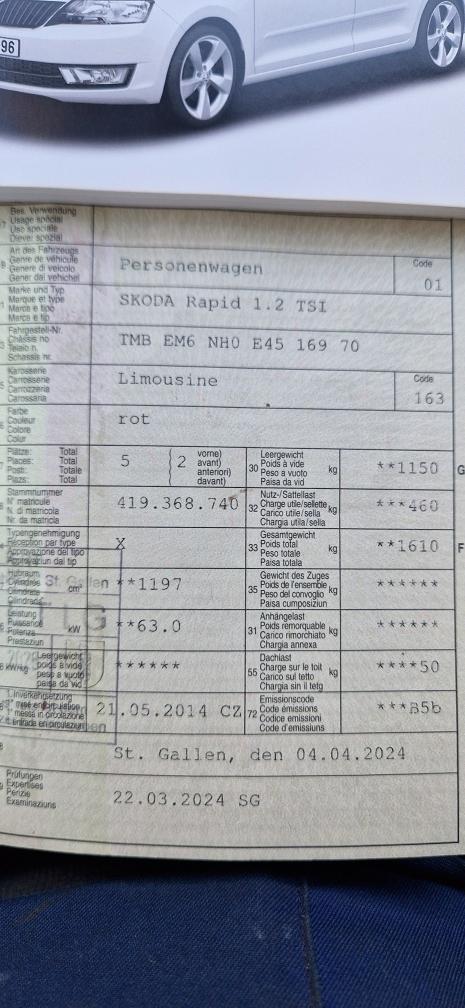 96
Bes. Verwendung
Usage spécial
Uso speciale
Diever spezial
Art des Fahrzeugs
Genre de véhicule
Genere di veicolo
Gener dal vehichel
Personenwagen
Code
01
Marke und Typ
Marque et type
Marca e tipo
Marca e tip
SKODA Rapid 1.2 TSI
Fahrgestell-Nr.
Châssis no
Telaio n.
Schassis nr.
TMB EM6 NH0 E45 169 70
Karosserie
Carrosserie
Carrozzeria
Carossaria
Limousine
Code
163
Farbe
Couleur
Colore
Colur
rot
Plätze: Total
Places: Total
Posti: Totale
Plazs: Total
5
2
vorne)
avant)
anteriori)
davant)
30
Leergewicht
Poids à vide
Peso a vuoto
Paisa da vid
kg
**1150
G
Stammnummer
N° matricule
N. di matricola
Nr. da matricla
419.368.740
32
Nutz-/Sattellast
Charge utile/sellette
Carico utile/sella
Chargia utila/sella
kg
***460
Typengenehmigung
Réception par type
Approvazione del tipo
Approvaziun dal tip
X
33
Gesamtgewicht
Poids total
Peso totale
Paisa totala
kg
**1610
F
Hubraum
Cylindrée
Cilindrata
Cilindrada
cm³
St. Gallen
**1197
35
Gewicht des Zuges
Poids de l'ensemble
Peso del convoglio
Paisa cumposiziun
kg
******
Leistung
Puissance
Potenza
Prestaziun
kW
**63.0
31
Anhängelast
Poids remorquable
Carico rimorchiato
Chargia annexa
kg
******
kW/kg
Leergewicht
poids à vide
peso a vuoto
paisa da vid
******
55
Dachlast
Charge sur le toit
Carico sul tetto
Chargia sin il tetg
kg
****50
1. Inverkehrsetzung
1re mise en circulation
1a messa in circolazione
entrada en circulaziun
21.05.2014 CZ
72
Emissionscode
Code émissions
Codice emissioni
Code d'emissiuns
***B5b
St. Gallen, den 04.04.2024
Prüfungen
Expertises
Perizie
Examinaziuns
22.03.2024 SG